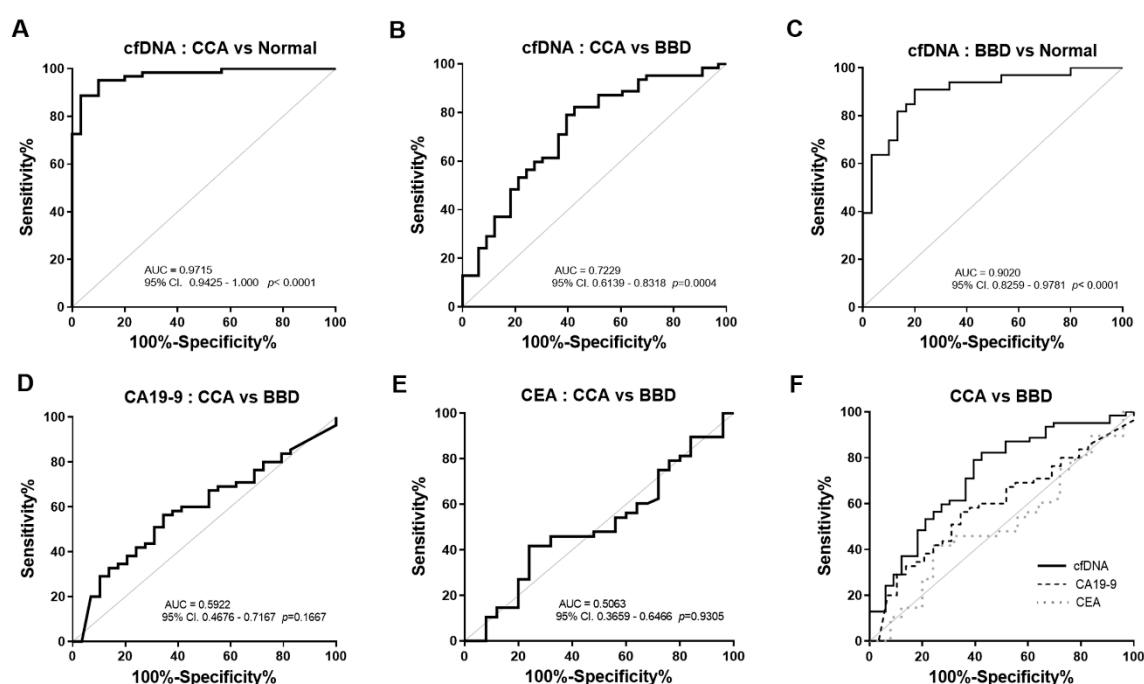 A
cfDNA : CCA vs Normal
Sensitivity%
100
80
60
40
20
0
AUC = 0.9715
95% CI. 0.9425 - 1.000 p< 0.0001
0 20 40 60 80 100
100%-Specificity%
B
cfDNA : CCA vs BBD
Sensitivity%
100
80
60
40
20
0
AUC = 0.7229
95% CI. 0.6139 - 0.8318 p=0.0004
0 20 40 60 80 100
100%-Specificity%
C
cfDNA : BBD vs Normal
Sensitivity%
100
80
60
40
20
0
AUC = 0.9020
95% CI. 0.8259 - 0.9781 p< 0.0001
0 20 40 60 80 100
100%-Specificity%
D
CA19-9 : CCA vs BBD
Sensitivity%
100
80
60
40
20
0
AUC = 0.5922
95% CI. 0.4676 - 0.7167 p=0.1667
0 20 40 60 80 100
100%-Specificity%
E
CEA : CCA vs BBD
Sensitivity%
100
80
60
40
20
0
AUC = 0.5063
95% CI. 0.3659 - 0.6466 p=0.9305
0 20 40 60 80 100
100%-Specificity%
F
CCA vs BBD
Sensitivity%
100
80
60
40
20
0
cfDNA
CA19-9
CEA
0 20 40 60 80 100
100%-Specificity%